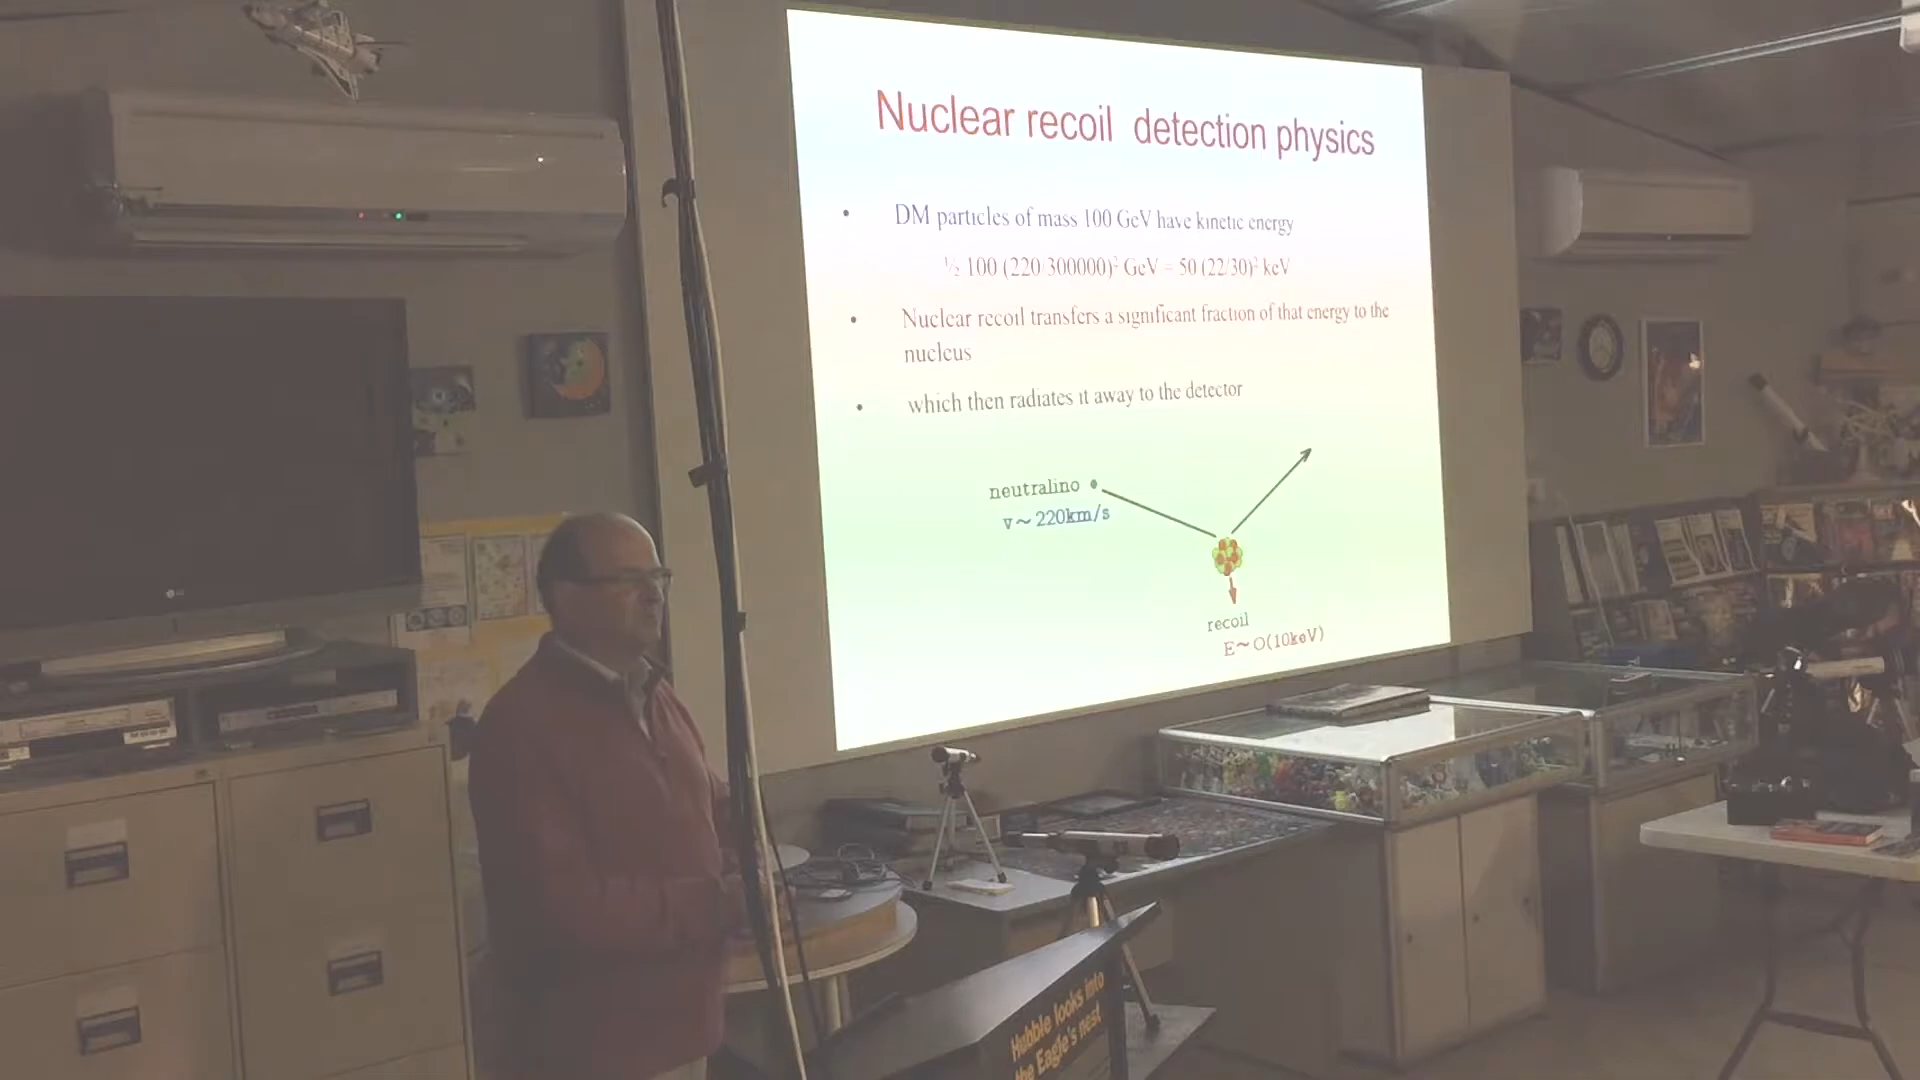 Nuclear recoil detection physics
• DM particles of mass 100 GeV have kinetic energy
½ 100 (220/300000)² GeV = 50 (22/30)² keV
• Nuclear recoil transfers a significant fraction of that energy to the
nucleus
• which then radiates it away to the detector
neutralino
v ~ 220km/s
recoil
E ~ O(10keV)
LG
Hubble looks into
the Eagle's nest